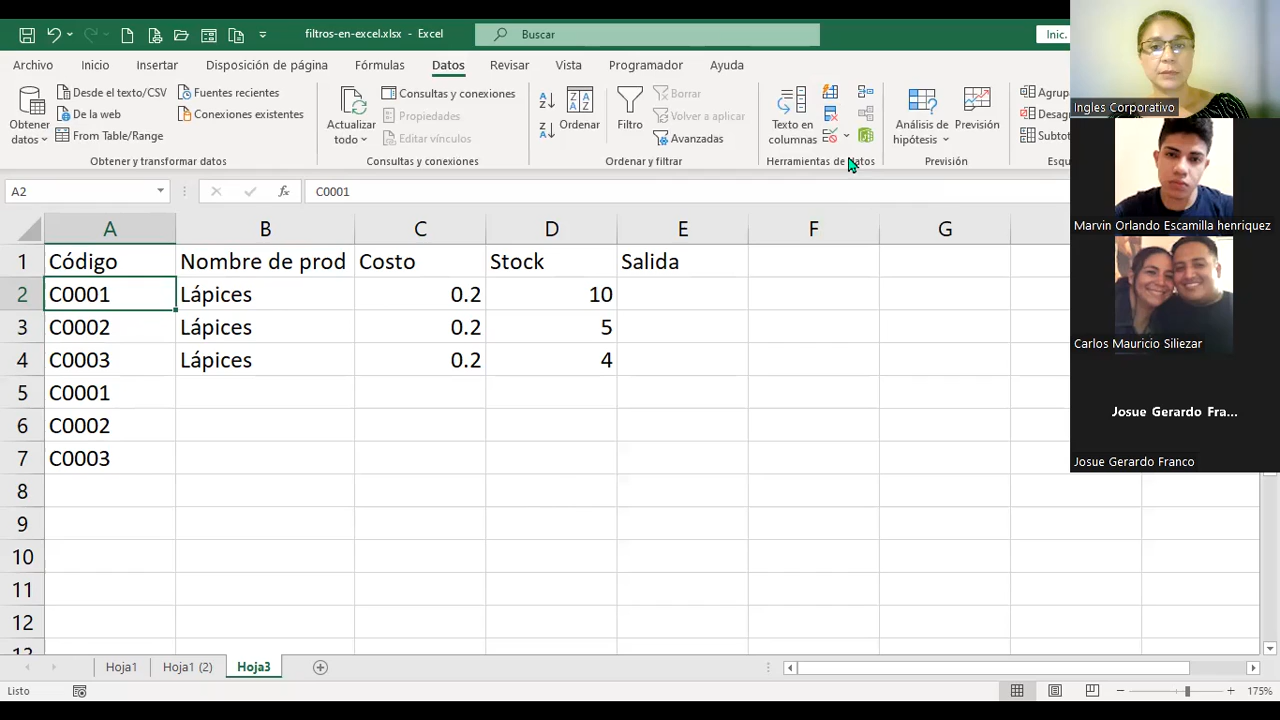 filtros-en-excel.xlsx - Excel
Buscar
Inic.
Archivo Inicio Insertar Disposición de página Fórmulas Datos Revisar Vista Programador Ayuda
Obtener datos
Desde el texto/CSV
De la web
From Table/Range
Fuentes recientes
Conexiones existentes
Obtener y transformar datos
Actualizar todo
Consultas y conexiones
Propiedades
Editar vínculos
Consultas y conexiones
Ordenar
Filtro
Borrar
Volver a aplicar
Avanzadas
Ordenar y filtrar
Texto en columnas
Herramientas de datos
Análisis de hipótesis
Previsión
Previsión
Agrup
Desag
Subto
Esqu
A2
C0001
A B C D E F G
1 Código Nombre de prod Costo Stock Salida
2 C0001 Lápices 0.2 10
3 C0002 Lápices 0.2 5
4 C0003 Lápices 0.2 4
5 C0001
6 C0002
7 C0003
8
9
10
11
12
13
Hoja1 Hoja1 (2) Hoja3
Listo
175%
Ingles Corporativo
Marvin Orlando Escamilla henriquez
Carlos Mauricio Siliezar
Josue Gerardo Fra...
Josue Gerardo Franco